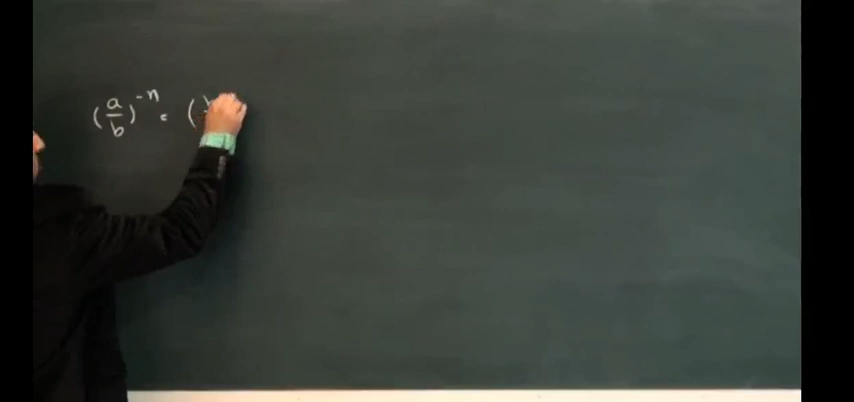 (a/b)^-n = (